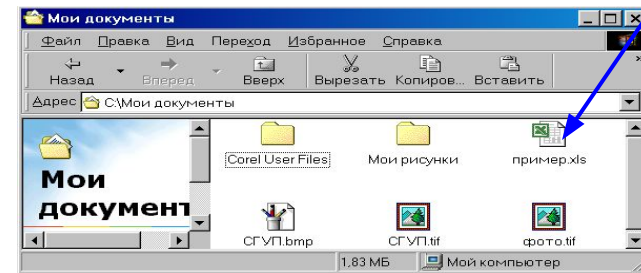 Мои документы
Файл Правка Вид Переход Избранное Справка
Назад Вперед Вверх Вырезать Копиров... Вставить »
Адрес C:\Мои документы
Мои документ
Corel User Files Мои рисунки пример.xls
СГУП.bmp СГУП.tif фото.tif
1,83 МБ Мой компьютер